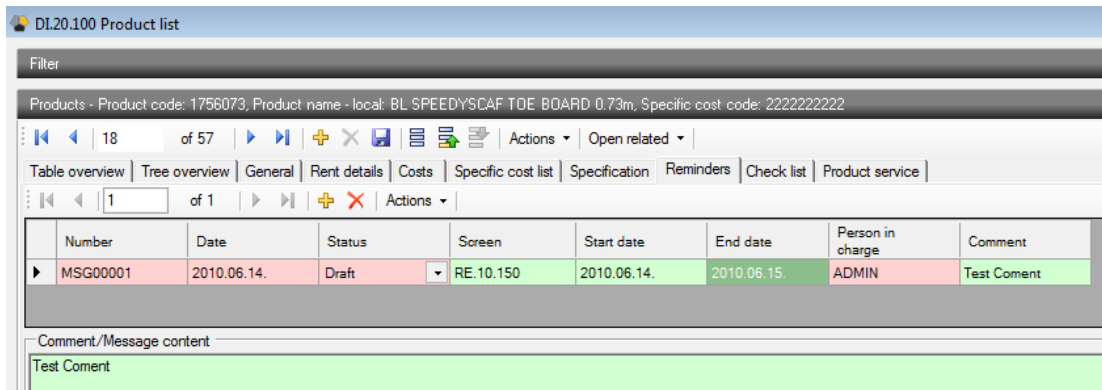 DI.20.100 Product list
Filter
Products - Product code: 1756073, Product name - local: BL SPEEDYSCAF TOE BOARD 0.73m, Specific cost code: 2222222222
18 of 57 Actions Open related
Table overview Tree overview General Rent details Costs Specific cost list Specification Reminders Check list Product service
1 of 1 Actions
Number Date Status Screen Start date End date Person in charge Comment
MSG00001 2010.06.14. Draft RE.10.150 2010.06.14. 2010.06.15. ADMIN Test Coment
Comment/Message content
Test Coment